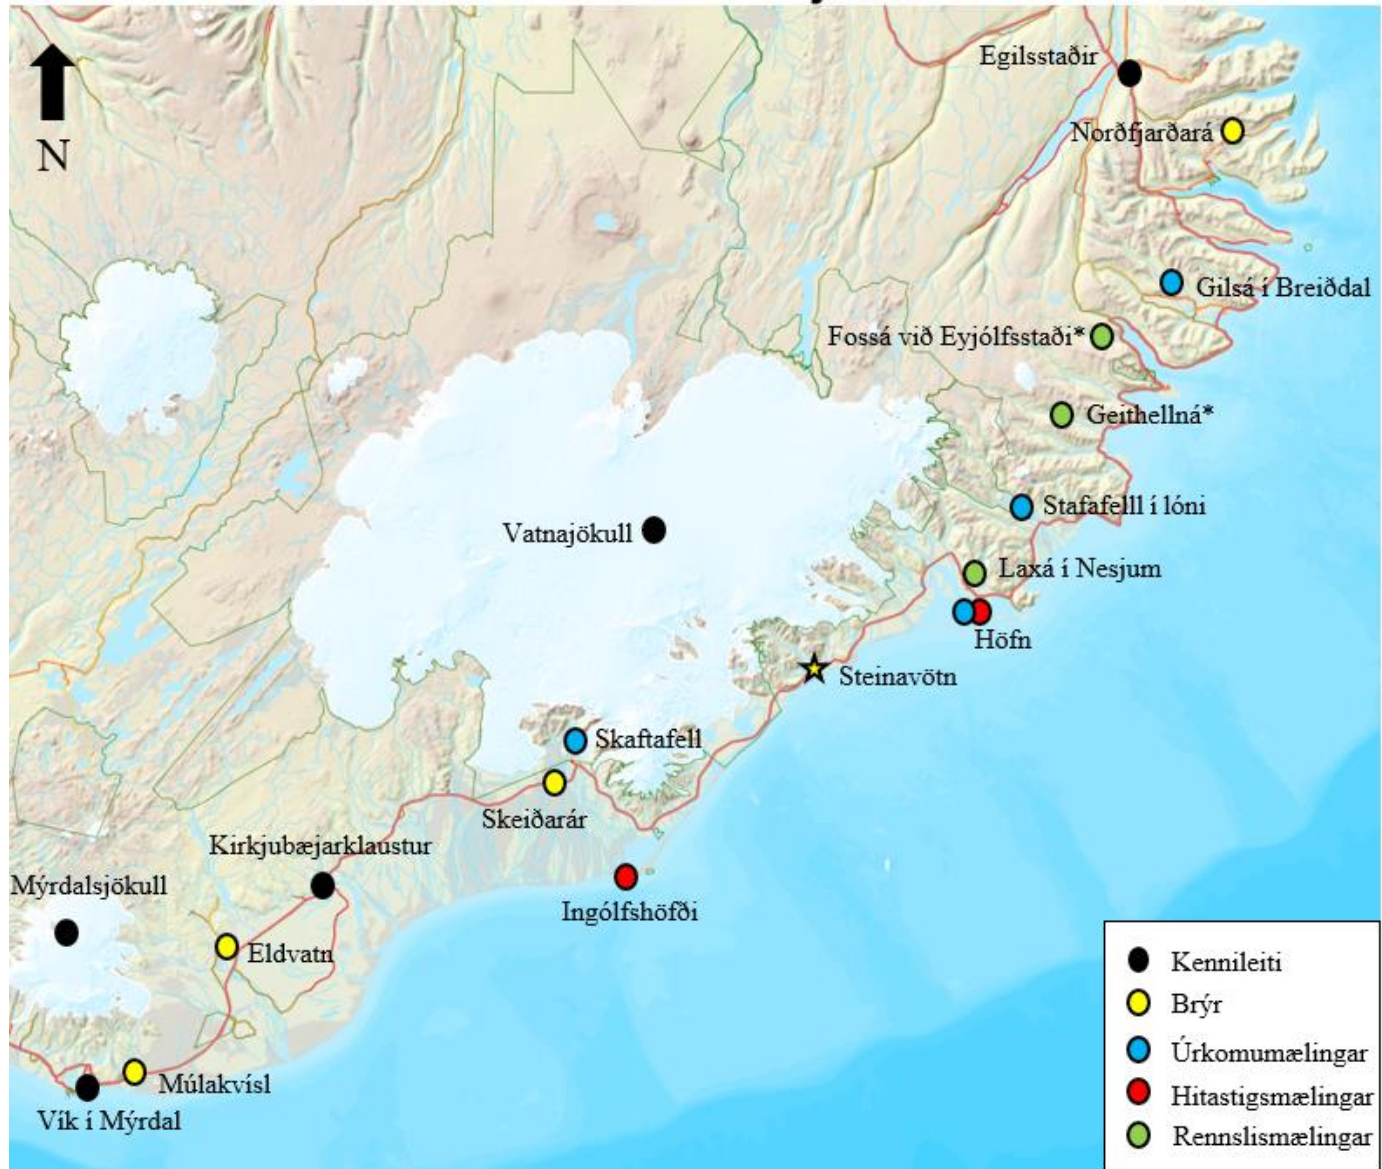 N
Egilsstaðir
Norðfjarðará
Gilsá í Breiðdal
Fossá við Eyjólfsstaði*
Geithellná*
Stafafelll í lóni
Vatnajökull
Laxá í Nesjum
Höfn
Steinavötn
Skaftafell
Skeiðarár
Kirkjubæjarklaustur
Mýrdalsjökull
Ingólfshöfði
Eldvatn
Múlakvísl
Vík í Mýrdal
Kennileiti
Brýr
Úrkomumælingar
Hitastigsmælingar
Rennslismælingar